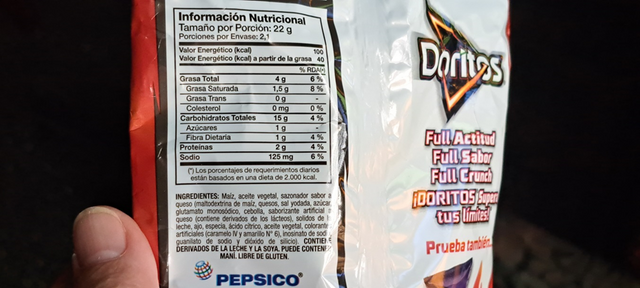 Información Nutricional
Tamaño por Porción: 22 g
Porciones por Envase: 2,1
Valor Energético (kcal) 100
Valor Energético (kcal) a partir de la grasa 40
% RDA(*)
Grasa Total 4 g 6 %
Grasa Saturada 1,5 g 8 %
Grasa Trans 0 g -
Colesterol 0 mg 0 %
Carbohidratos Totales 15 g 4 %
Azúcares 1 g -
Fibra Dietaria 1 g 4 %
Proteínas 2 g 4 %
Sodio 125 mg 6 %
(*) Los porcentajes de requerimientos diarios
están basados en una dieta de 2.000 kcal.
INGREDIENTES: Maíz, aceite vegetal, sazonador sabor a
queso (maltodextrina de maíz, quesos, sal yodada, azúcar,
glutamato monosódico, cebolla, saborizante artificial
queso (contiene derivados de los lácteos), solidos de
leche, ajo, especia, ácido cítrico, aceite vegetal, colorante
artificiales (caramelo IV y amarillo N° 6), inosinato de sod
guanilato de sodio y dióxido de silicio). CONTIEN
DERIVADOS DE LA LECHE Y LA SOYA. PUEDE CONTENE
MANÍ. LIBRE DE GLUTEN.
PEPSICO®
Doritos
Full Actitud
Full Sabor
Full Crunch
¡DORITOS Supera
tus límites!
Prueba también...